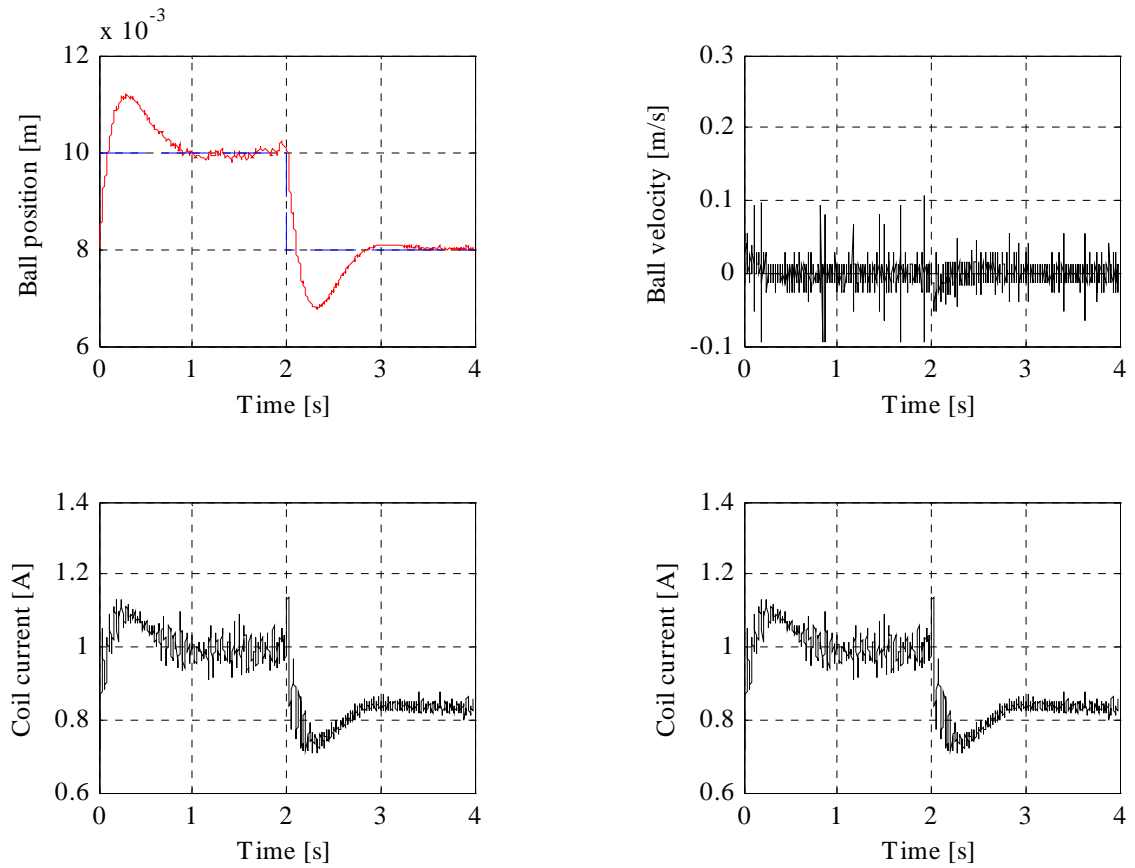 x 10^-3
12
10
8
6
Ball position [m]
0 1 2 3 4
Time [s]
0.3
0.2
0.1
0
-0.1
Ball velocity [m/s]
0 1 2 3 4
Time [s]
1.4
1.2
1
0.8
0.6
Coil current [A]
0 1 2 3 4
Time [s]
1.4
1.2
1
0.8
0.6
Coil current [A]
0 1 2 3 4
Time [s]